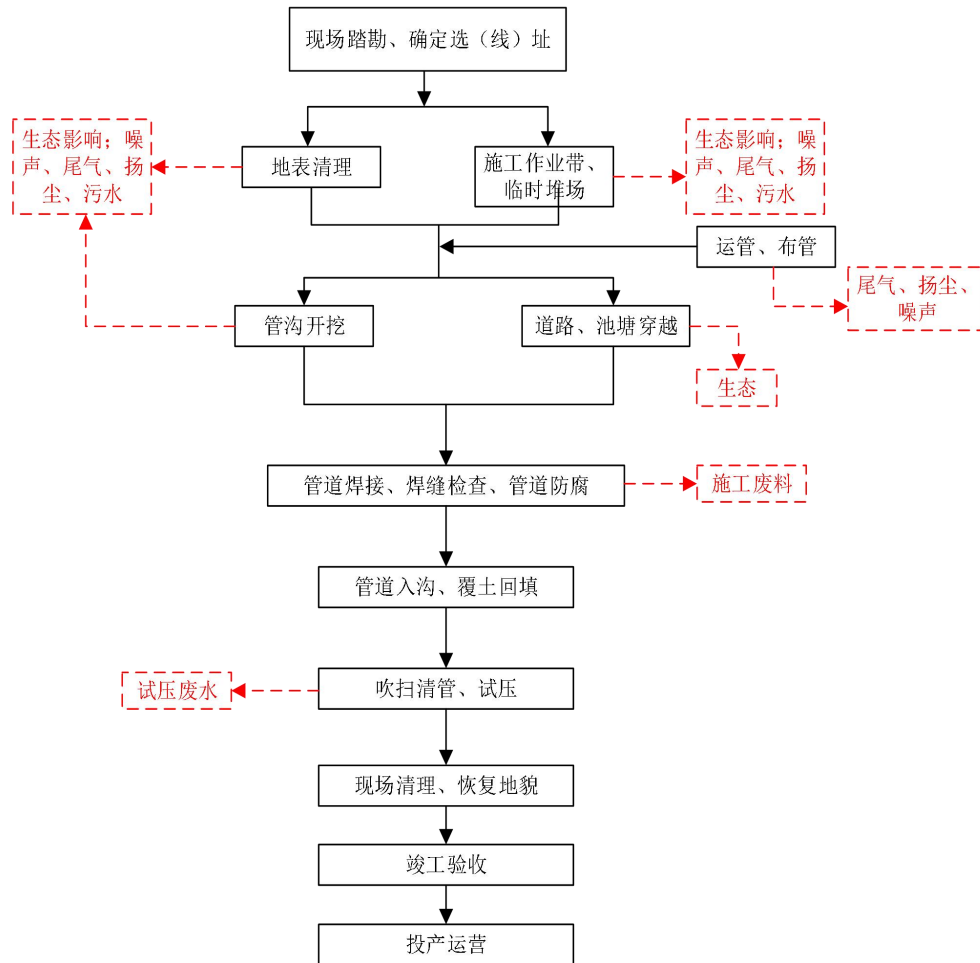 现场踏勘、确定选（线）址
生态影响；噪
声、尾气、扬
尘、污水
地表清理
施工作业带、
临时堆场
生态影响；噪
声、尾气、扬
尘、污水
运管、布管
尾气、扬尘、
噪声
管沟开挖
道路、池塘穿越
生态
管道焊接、焊缝检查、管道防腐
施工废料
管道入沟、覆土回填
试压废水
吹扫清管、试压
现场清理、恢复地貌
竣工验收
投产运营